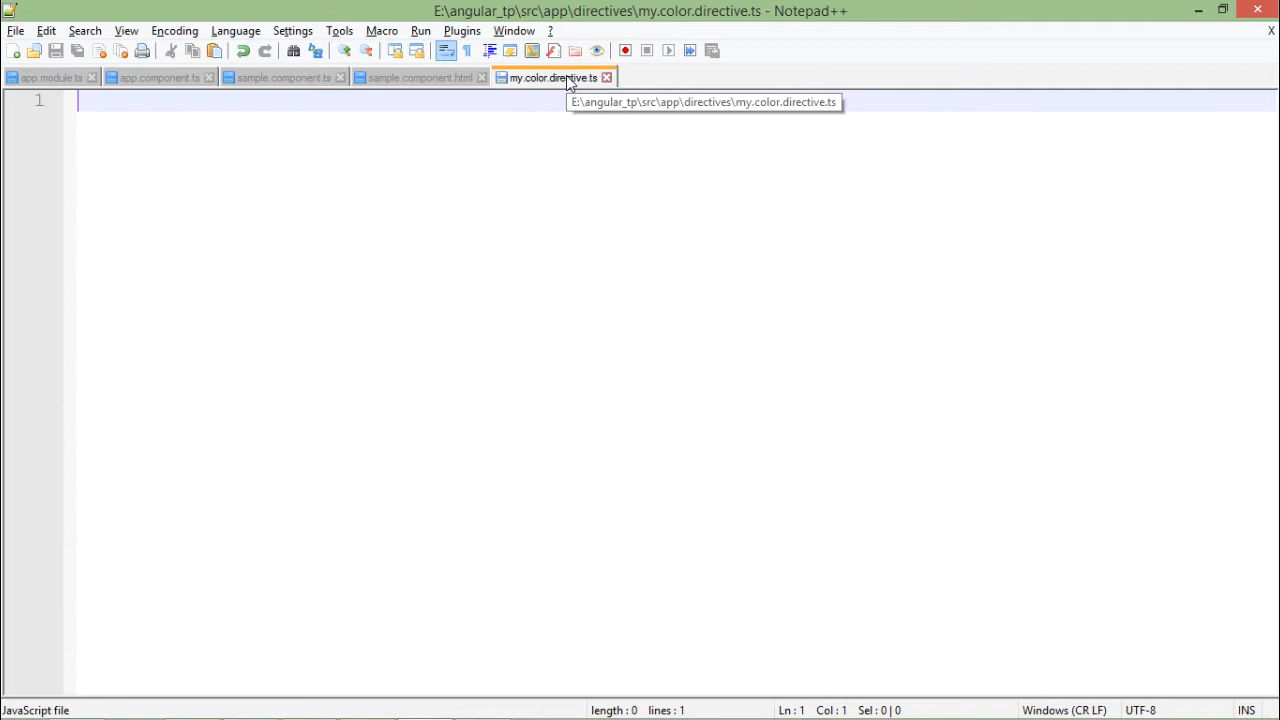 E:\angular_tp\src\app\directives\my.color.directive.ts - Notepad++
File Edit Search View Encoding Language Settings Tools Macro Run Plugins Window ? X
app.module.ts app.component.ts sample.component.ts sample.component.html my.color.directive.ts
1
E:\angular_tp\src\app\directives\my.color.directive.ts
JavaScript file length : 0 lines : 1 Ln : 1 Col : 1 Sel : 0 | 0 Windows (CR LF) UTF-8 INS